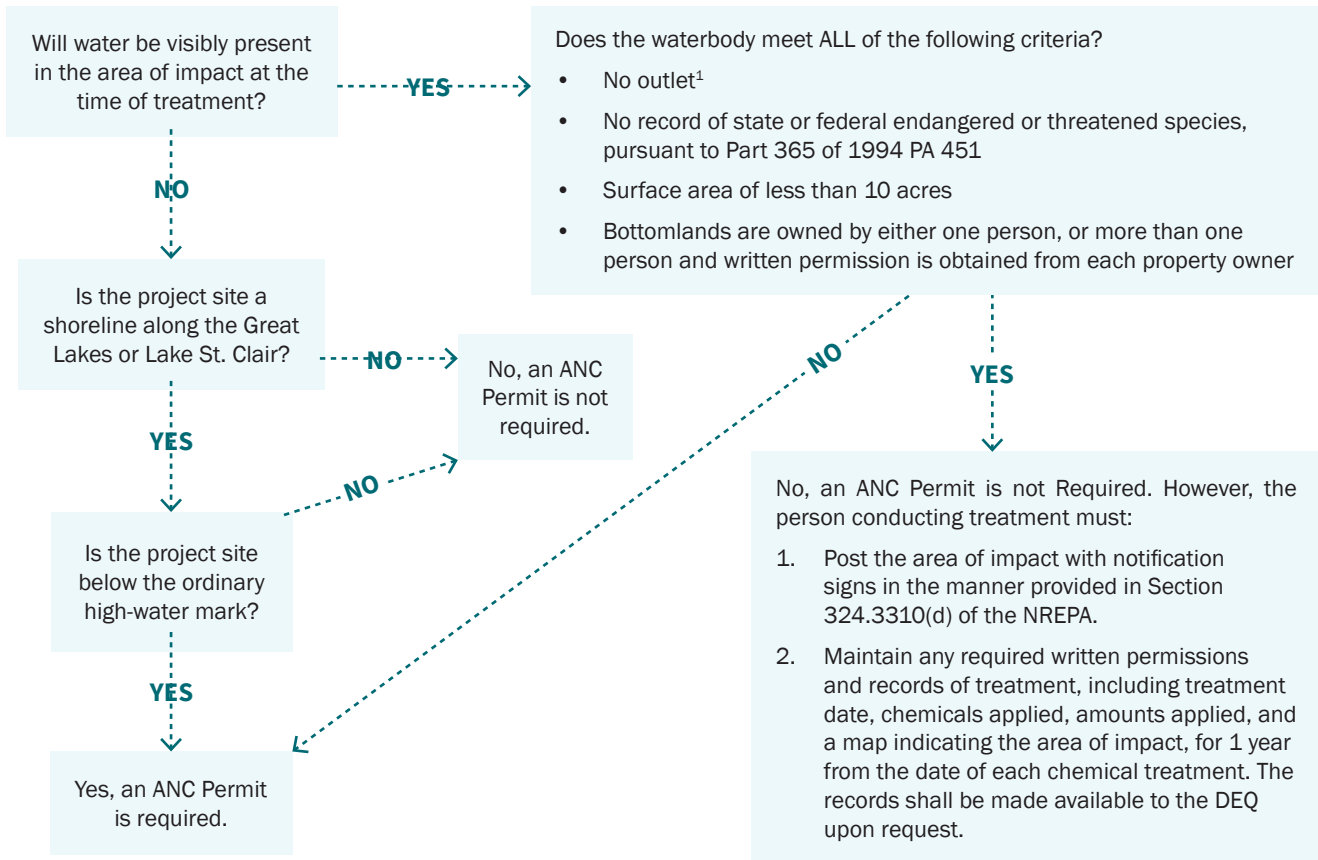 Will water be visibly present
in the area of impact at the
time of treatment?
YES
Does the waterbody meet ALL of the following criteria?
• No outlet¹
• No record of state or federal endangered or threatened species,
pursuant to Part 365 of 1994 PA 451
• Surface area of less than 10 acres
• Bottomlands are owned by either one person, or more than one
person and written permission is obtained from each property owner
NO
Is the project site a
shoreline along the Great
Lakes or Lake St. Clair?
NO
No, an ANC
Permit is not
required.
NO
YES
YES
NO
Is the project site
below the ordinary
high-water mark?
YES
Yes, an ANC Permit
is required.
No, an ANC Permit is not Required. However, the
person conducting treatment must:
1. Post the area of impact with notification
signs in the manner provided in Section
324.3310(d) of the NREPA.
2. Maintain any required written permissions
and records of treatment, including treatment
date, chemicals applied, amounts applied, and
a map indicating the area of impact, for 1 year
from the date of each chemical treatment. The
records shall be made available to the DEQ
upon request.